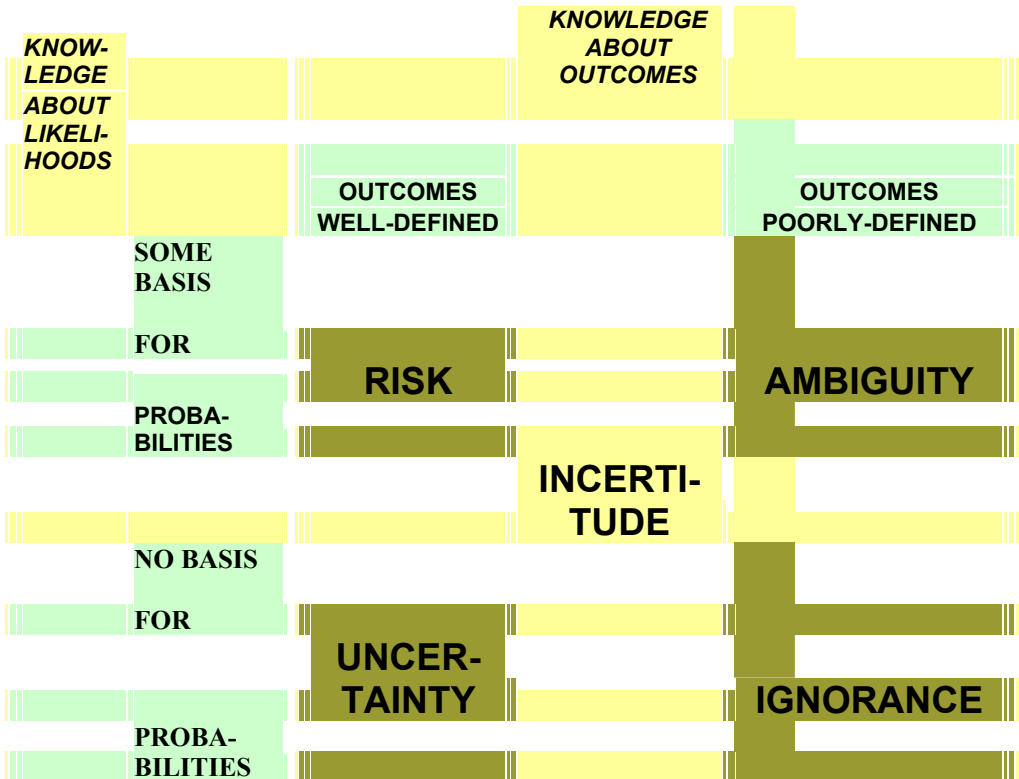 KNOW-
LEDGE
ABOUT
LIKELI-
HOODS
KNOWLEDGE
ABOUT
OUTCOMES
OUTCOMES
WELL-DEFINED
OUTCOMES
POORLY-DEFINED
SOME
BASIS
FOR
PROBA-
BILITIES
RISK
AMBIGUITY
INCERTI-
TUDE
NO BASIS
FOR
PROBA-
BILITIES
UNCER-
TAINTY
IGNORANCE